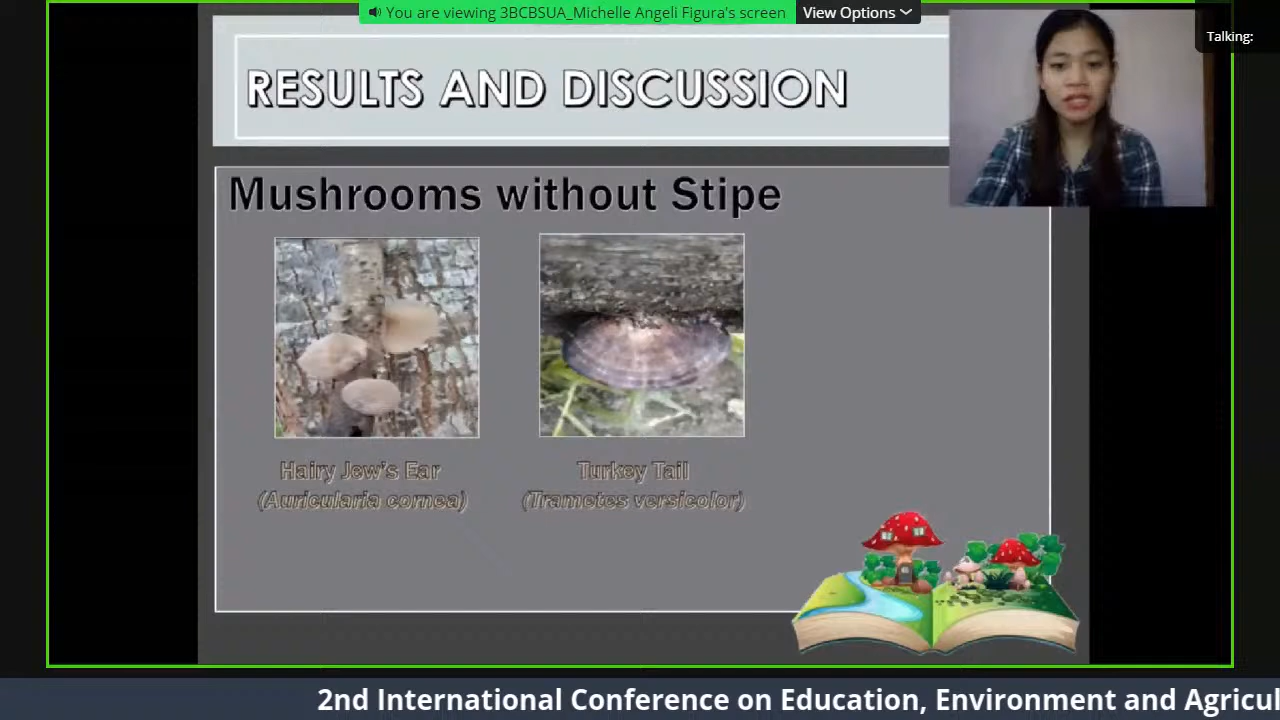 You are viewing 3BCBSUA_Michelle Angeli Figura's screen
View Options
Talking:
RESULTS AND DISCUSSION
Mushrooms without Stipe
Hairy Jew's Ear
(Auricularia cornea)
Turkey Tail
(Trametes versicolor)
2nd International Conference on Education, Environment and Agricul